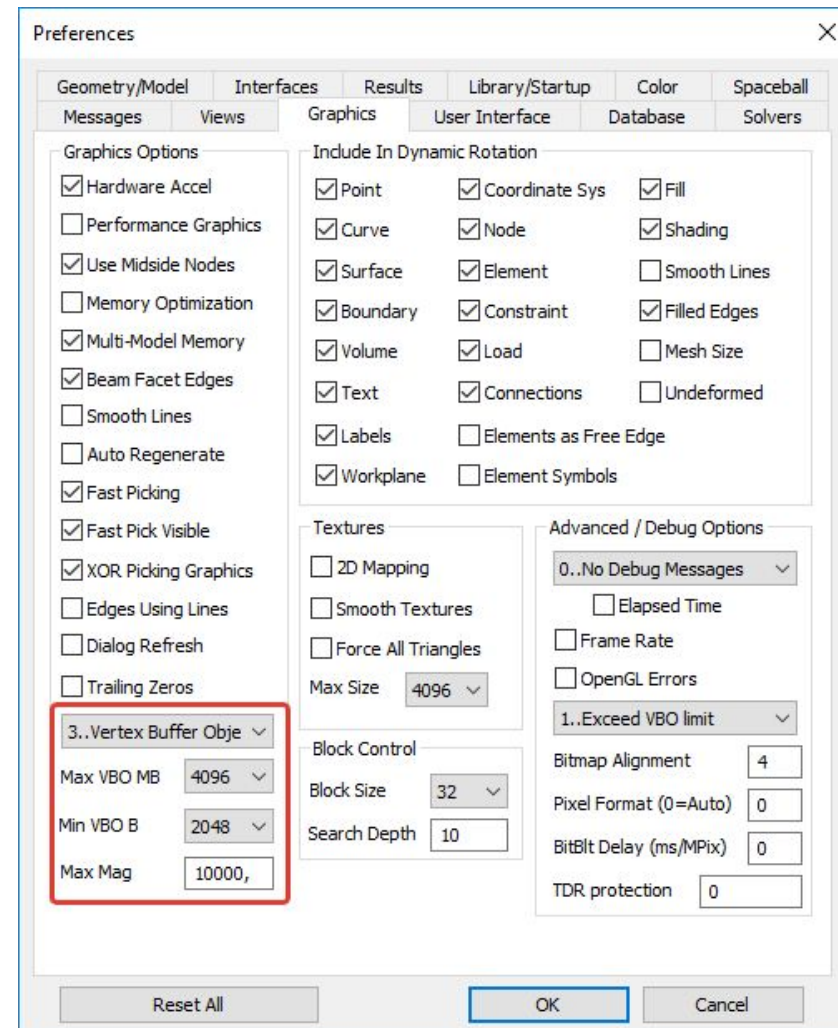 Preferences
Geometry/Model Interfaces Results Library/Startup Color Spaceball
Messages Views Graphics User Interface Database Solvers
Graphics Options
Hardware Accel
Performance Graphics
Use Midside Nodes
Memory Optimization
Multi-Model Memory
Beam Facet Edges
Smooth Lines
Auto Regenerate
Fast Picking
Fast Pick Visible
XOR Picking Graphics
Edges Using Lines
Dialog Refresh
Trailing Zeros
3..Vertex Buffer Obje
Max VBO MB 4096
Min VBO B 2048
Max Mag 10000,
Include In Dynamic Rotation
Point Coordinate Sys Fill
Curve Node Shading
Surface Element Smooth Lines
Boundary Constraint Filled Edges
Volume Load Mesh Size
Text Connections Undeformed
Labels Elements as Free Edge
Workplane Element Symbols
Textures
2D Mapping
Smooth Textures
Force All Triangles
Max Size 4096
Block Control
Block Size 32
Search Depth 10
Advanced / Debug Options
0..No Debug Messages
Elapsed Time
Frame Rate
OpenGL Errors
1..Exceed VBO limit
Bitmap Alignment 4
Pixel Format (0=Auto) 0
BitBlt Delay (ms/MPix) 0
TDR protection 0
Reset All OK Cancel